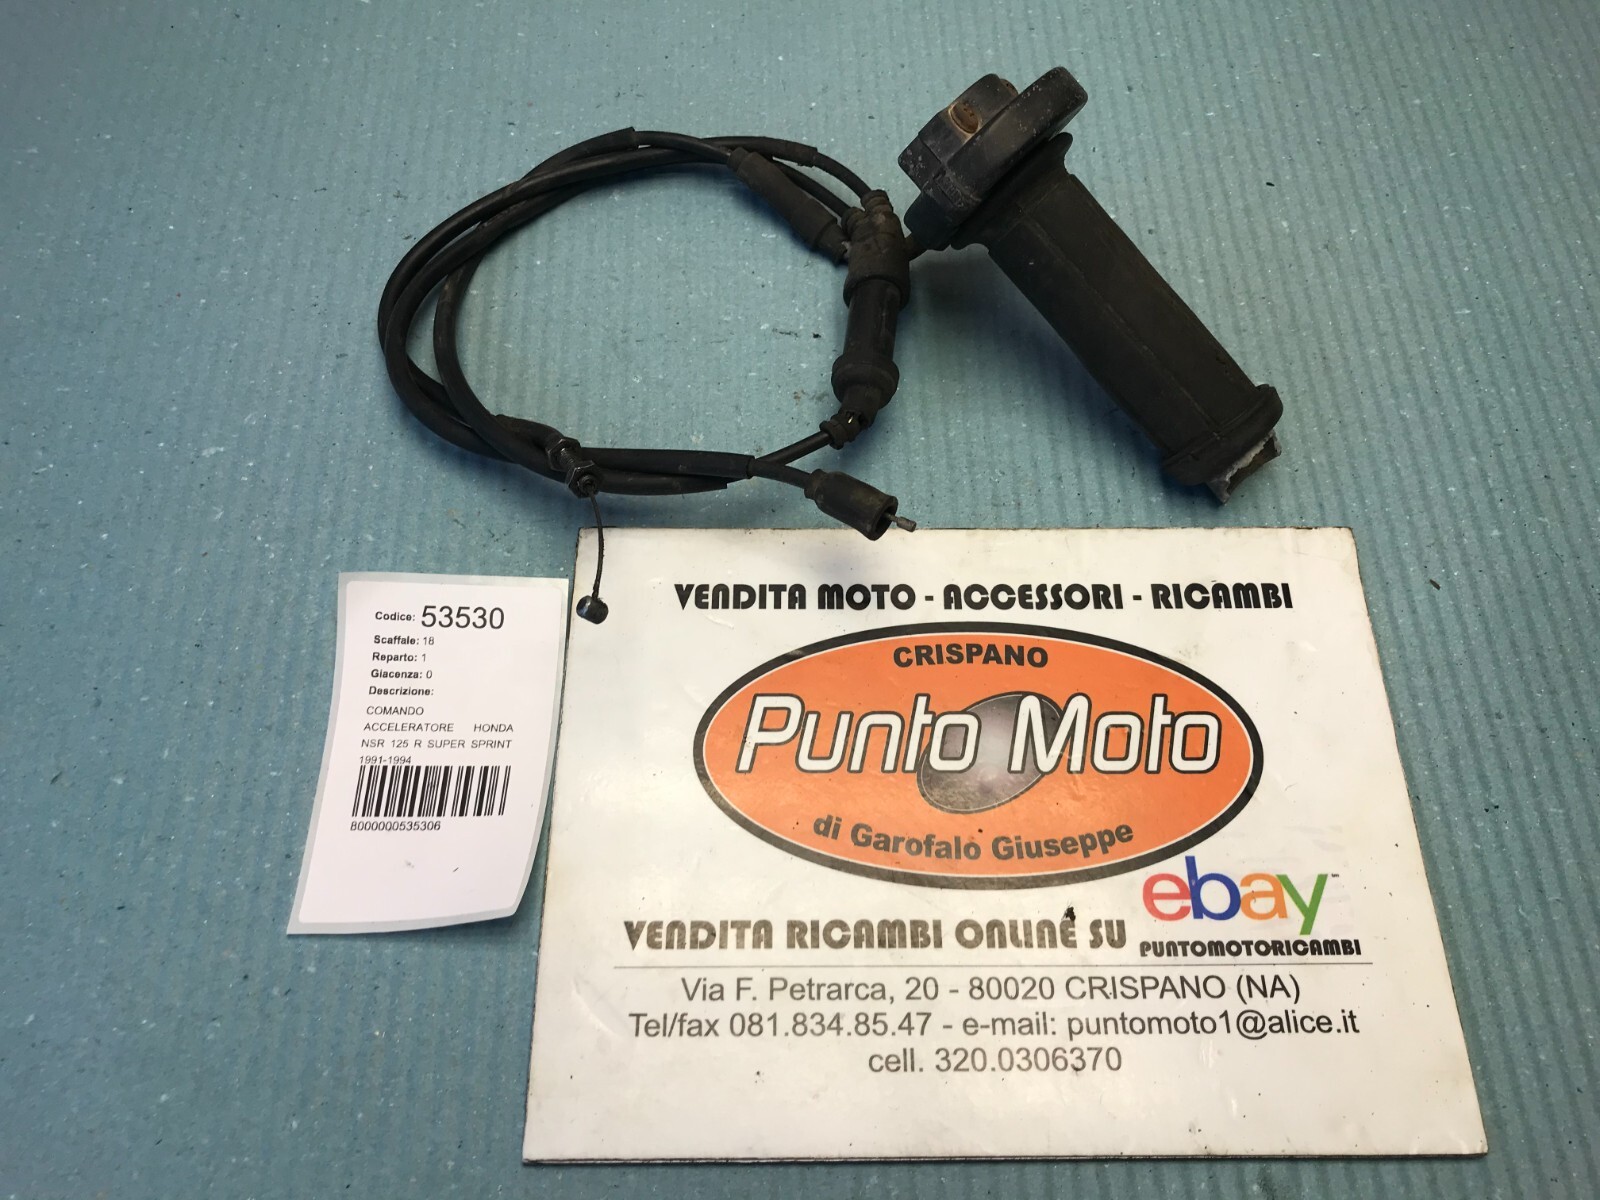 Codice: 53530
Scaffale: 18
Reparto: 1
Giacenza: 0
Descrizione:
COMANDO
ACCELERATORE HONDA
NSR 125 R SUPER SPRINT
1991-1994
8000000535306
VENDITA MOTO - ACCESSORI - RICAMBI
CRISPANO
Punto Moto
di Garofalo Giuseppe
ebay
VENDITA RICAMBI ONLINE SU
PUNTOMOTORICAMBI
Via F. Petrarca, 20 - 80020 CRISPANO (NA)
Tel/fax 081.834.85.47 - e-mail: puntomoto1@alice.it
cell. 320.0306370